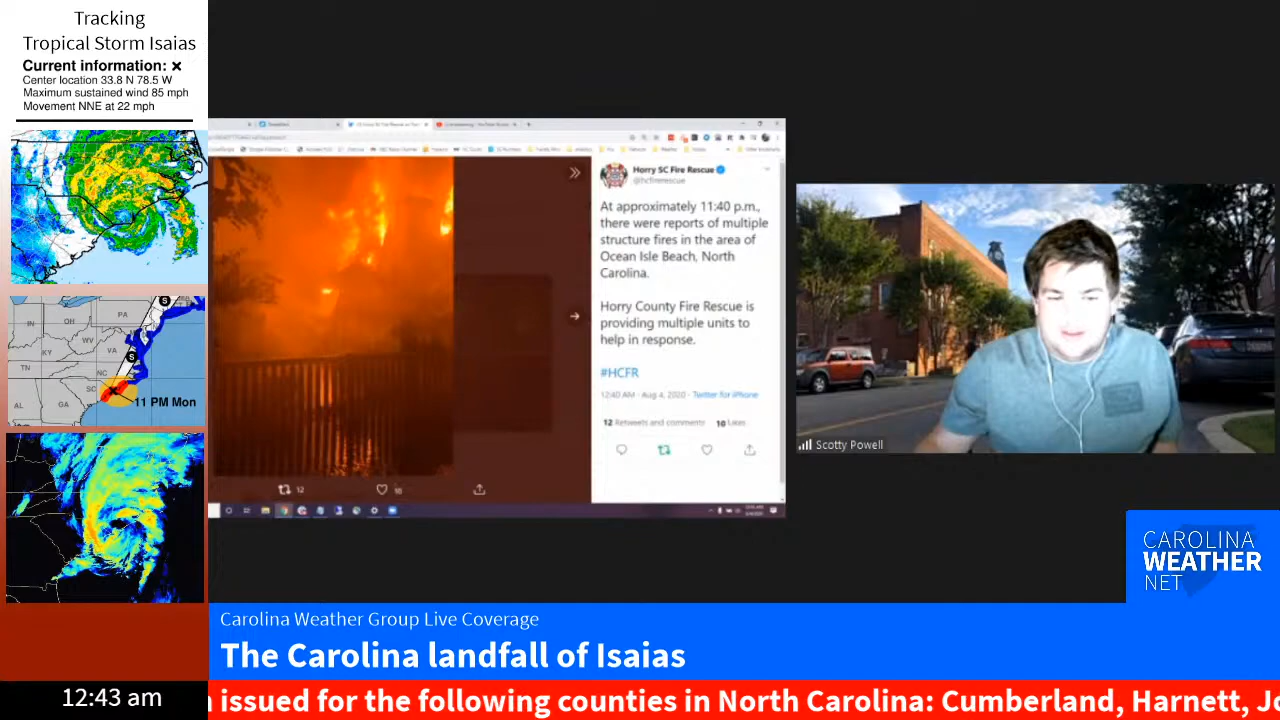 Tracking
Tropical Storm Isaias
Current information: ×
Center location 33.8 N 78.5 W
Maximum sustained wind 85 mph
Movement NNE at 22 mph
PA
OH
IN
WV
VA
KY
TN
NC
SC
AL
GA
S
S
11 PM Mon
12:43 am
Horry SC Fire Rescue
@hcfirerescue
At approximately 11:40 p.m.,
there were reports of multiple
structure fires in the area of
Ocean Isle Beach, North
Carolina.
Horry County Fire Rescue is
providing multiple units to
help in response.
#HCFR
12:40 AM · Aug 4, 2020 · Twitter for iPhone
12 Retweets and comments
10 Likes
12
Scotty Powell
CAROLINA
WEATHER
NET
Carolina Weather Group Live Coverage
The Carolina landfall of Isaias
issued for the following counties in North Carolina: Cumberland, Harnett,